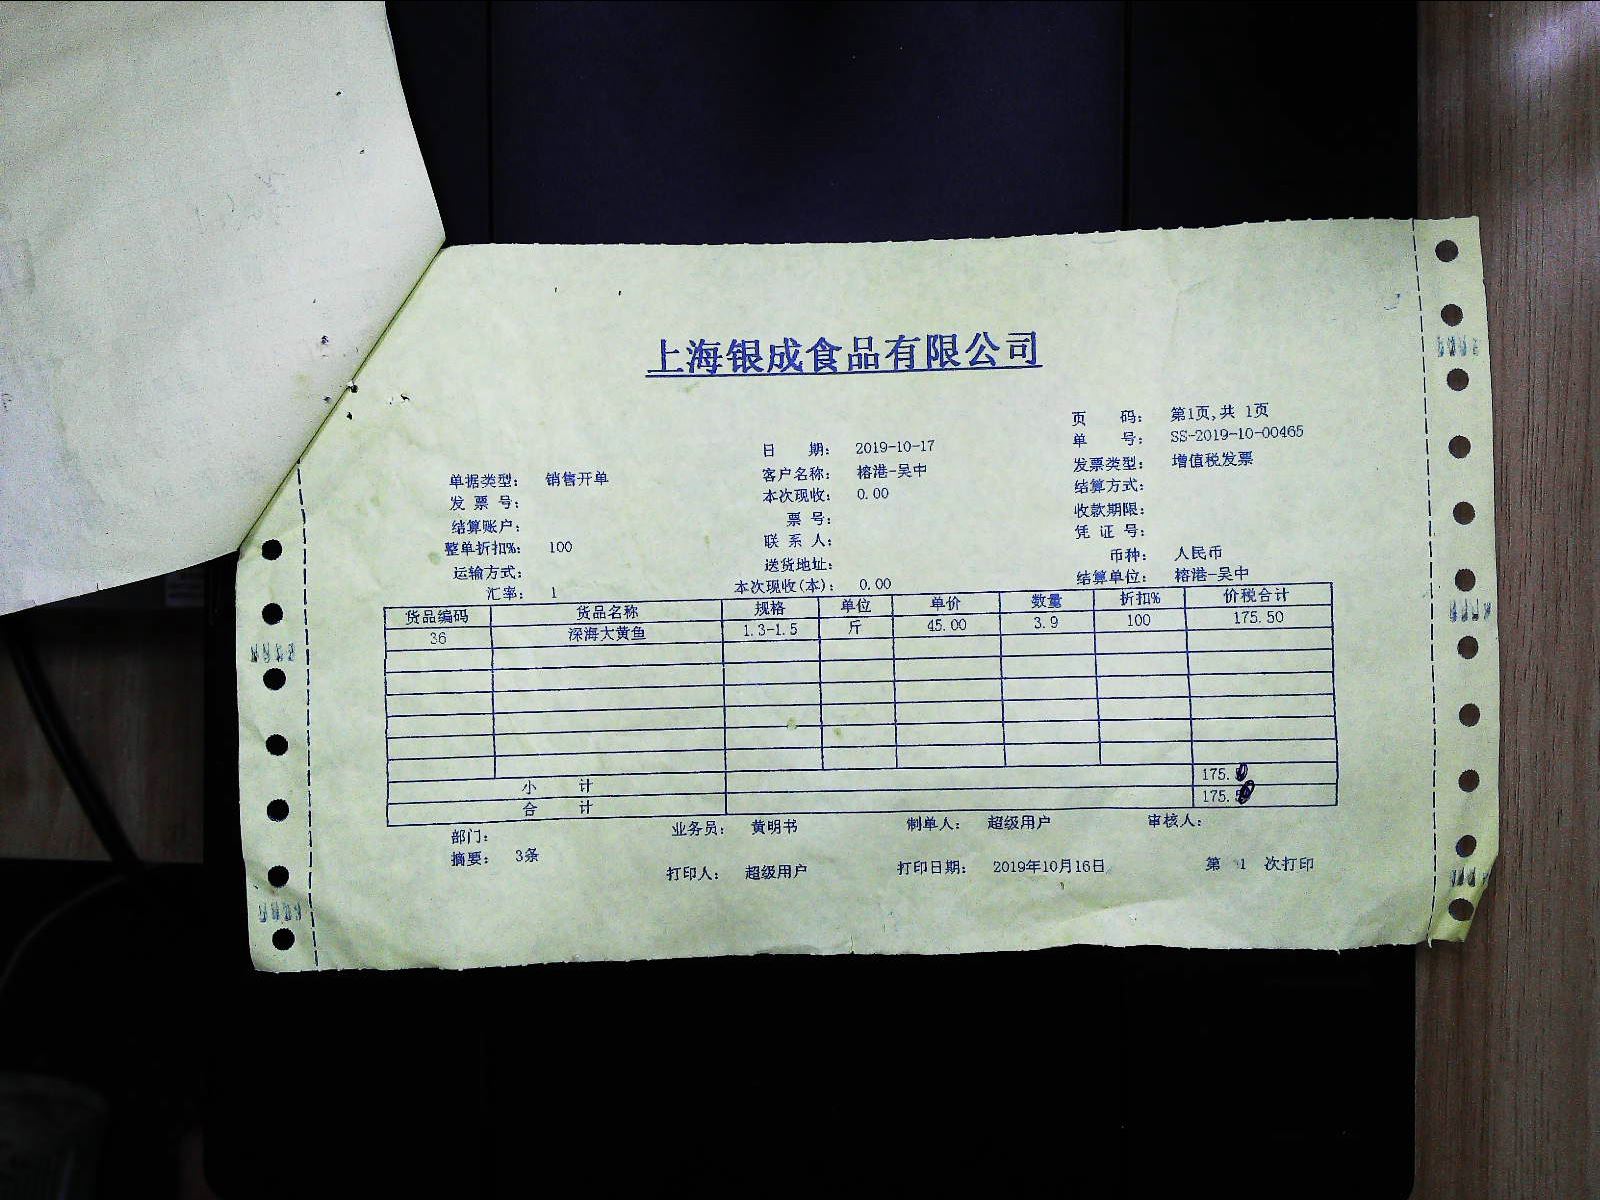 上海银成食品有限公司
页 码： 第1页,共 1页
日 期： 2019-10-17 单 号： SS-2019-10-00465
单据类型： 销售开单 客户名称： 榕港-吴中 发票类型： 增值税发票
发 票 号： 本次现收： 0.00 结算方式：
结算账户： 票 号： 收款期限：
整单折扣%： 100 联 系 人： 凭 证 号：
运输方式： 送货地址： 币种： 人民币
汇率： 1 本次现收(本)： 0.00 结算单位： 榕港-吴中
货品编码 货品名称 规格 单位 单价 数量 折扣% 价税合计
36 深海大黄鱼 1.3-1.5 斤 45.00 3.9 100 175.50
小 计 175.
合 计 175.
部门： 业务员： 黄明书 制单人： 超级用户 审核人：
摘要： 3条
打印人： 超级用户 打印日期： 2019年10月16日 第 1 次打印